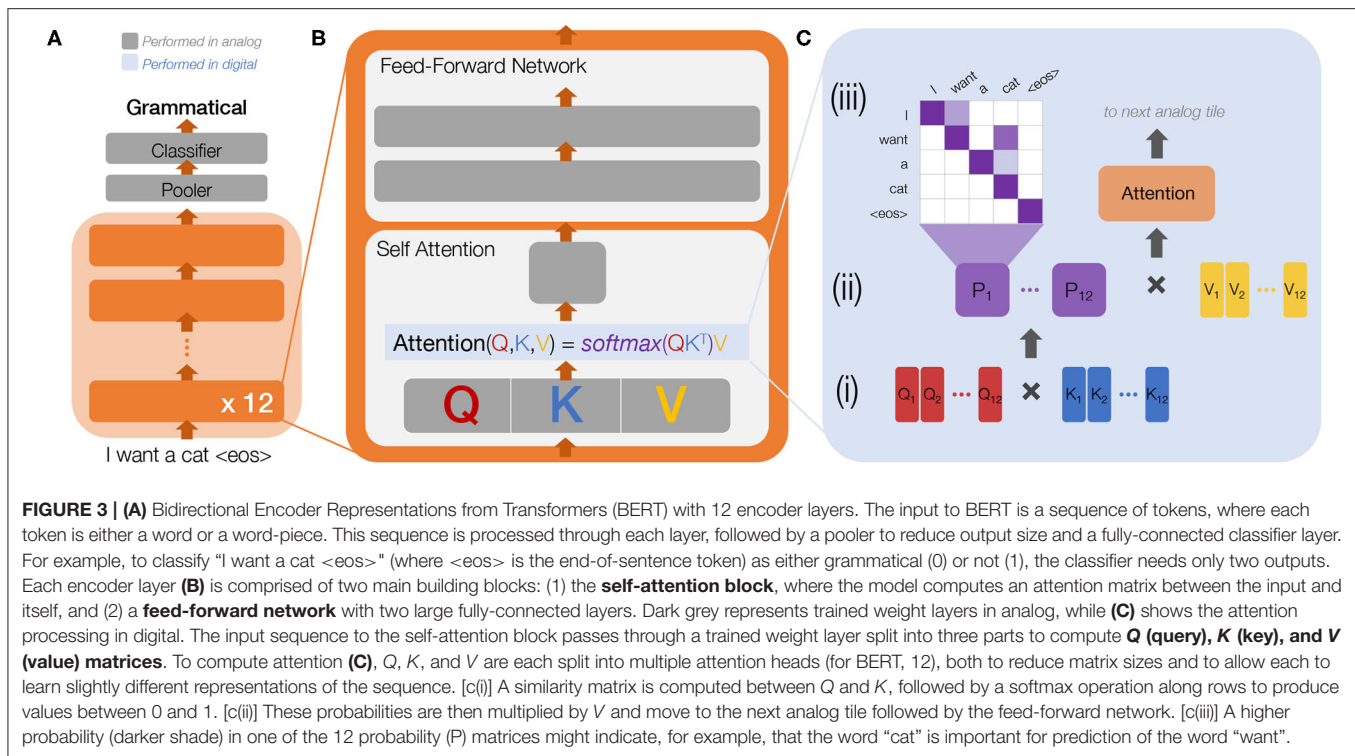 A
Performed in analog
Performed in digital
Grammatical
Classifier
Pooler
x 12
I want a cat <eos>
B
Feed-Forward Network
Self Attention
Attention(Q,K,V) = softmax(QKᵀ)V
Q K V
C
(iii)
I want a cat <eos>
I
want
a
cat
<eos>
to next analog tile
Attention
(ii)
P₁ ··· P₁₂ × V₁ V₂ ··· V₁₂
(i)
Q₁ Q₂ ··· Q₁₂ × K₁ K₂ ··· K₁₂
FIGURE 3 | (A) Bidirectional Encoder Representations from Transformers (BERT) with 12 encoder layers. The input to BERT is a sequence of tokens, where each
token is either a word or a word-piece. This sequence is processed through each layer, followed by a pooler to reduce output size and a fully-connected classifier layer.
For example, to classify “I want a cat <eos>" (where <eos> is the end-of-sentence token) as either grammatical (0) or not (1), the classifier needs only two outputs.
Each encoder layer (B) is comprised of two main building blocks: (1) the self-attention block, where the model computes an attention matrix between the input and
itself, and (2) a feed-forward network with two large fully-connected layers. Dark grey represents trained weight layers in analog, while (C) shows the attention
processing in digital. The input sequence to the self-attention block passes through a trained weight layer split into three parts to compute Q (query), K (key), and V
(value) matrices. To compute attention (C), Q, K, and V are each split into multiple attention heads (for BERT, 12), both to reduce matrix sizes and to allow each to
learn slightly different representations of the sequence. [c(i)] A similarity matrix is computed between Q and K, followed by a softmax operation along rows to produce
values between 0 and 1. [c(ii)] These probabilities are then multiplied by V and move to the next analog tile followed by the feed-forward network. [c(iii)] A higher
probability (darker shade) in one of the 12 probability (P) matrices might indicate, for example, that the word “cat” is important for prediction of the word “want”.